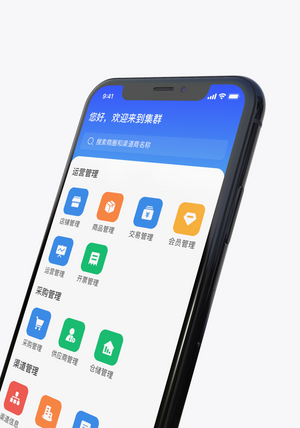 9:41
您好，欢迎来到集群
搜索商圈和渠道商名称
运营管理
店铺管理 商品管理 交易管理 会员管理
运营管理 开票管理
采购管理
采购管理 供应商管理 仓储管理
渠道管理
渠道信息